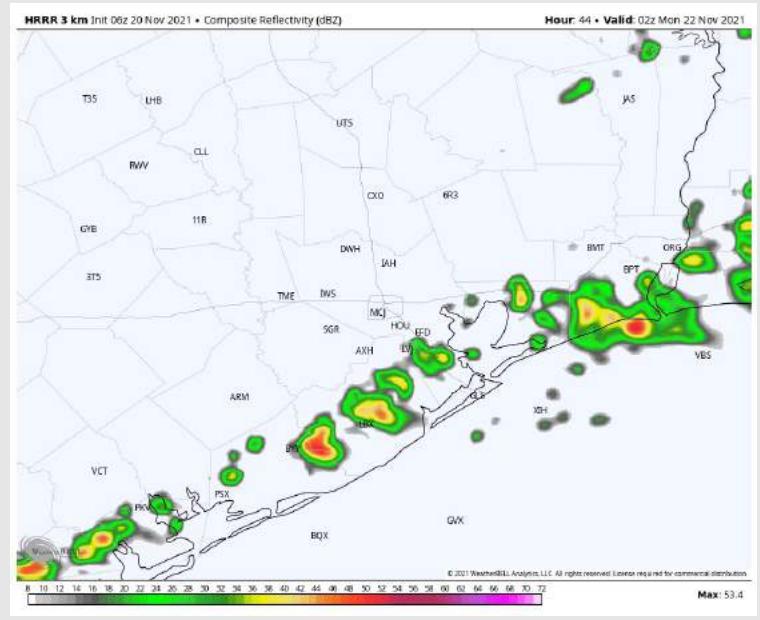 HRRR 3 km Init 06z 20 Nov 2021 • Composite Reflectivity (dBZ) Hour: 44 • Valid: 02z Mon 22 Nov 2021
JAS
T35 LHB
UTS
CLL
RWV
CXO 6R3
11R
GYB
DWH BMT ORG
IAH
3T5 BPT
TME IWS
MCJ
SGR HOU EFD
AXH LVJ
VBS
ARM GLS
XIH
LBX
BYY
VCT
PSX
PKV
GVX
BQX
© 2021 WeatherBELL Analytics, LLC. All rights reserved. License required for commercial distribution.
8 10 12 14 16 18 20 22 24 26 28 30 32 34 36 38 40 42 44 46 48 50 52 54 56 58 60 62 64 66 68 70 72 Max: 53.4